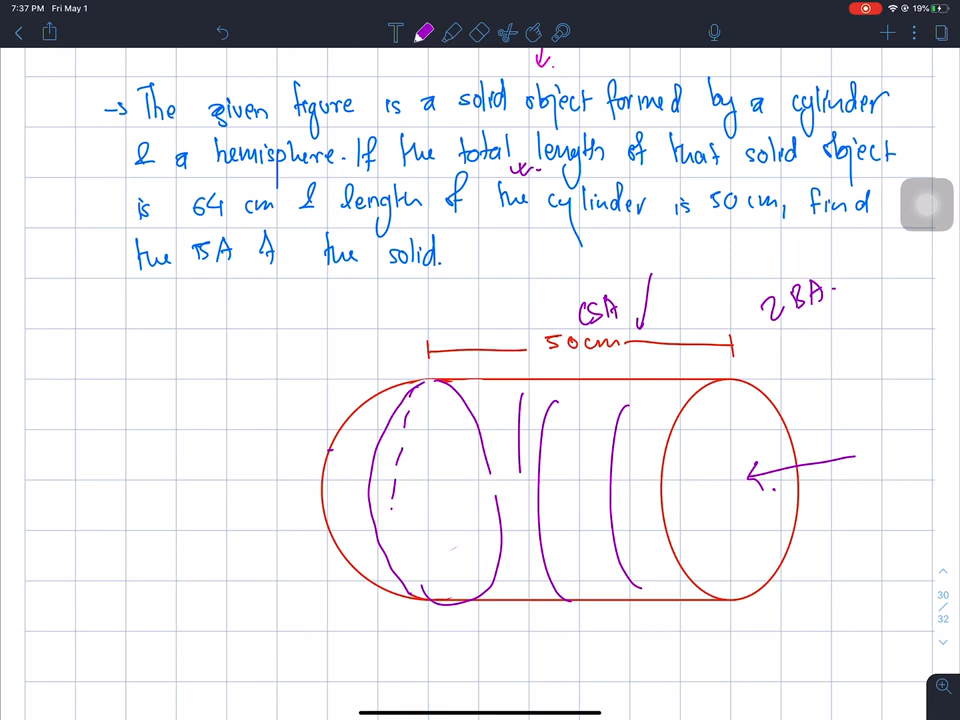 7:37 PM Fri May 1
19%
T
→ The given figure is a solid object formed by a cylinder
& a hemisphere. If the total length of that solid object
is 64 cm & length of the cylinder is 50 cm, find
the TSA of the solid.
CSA
2BA.
50cm
30
/
32